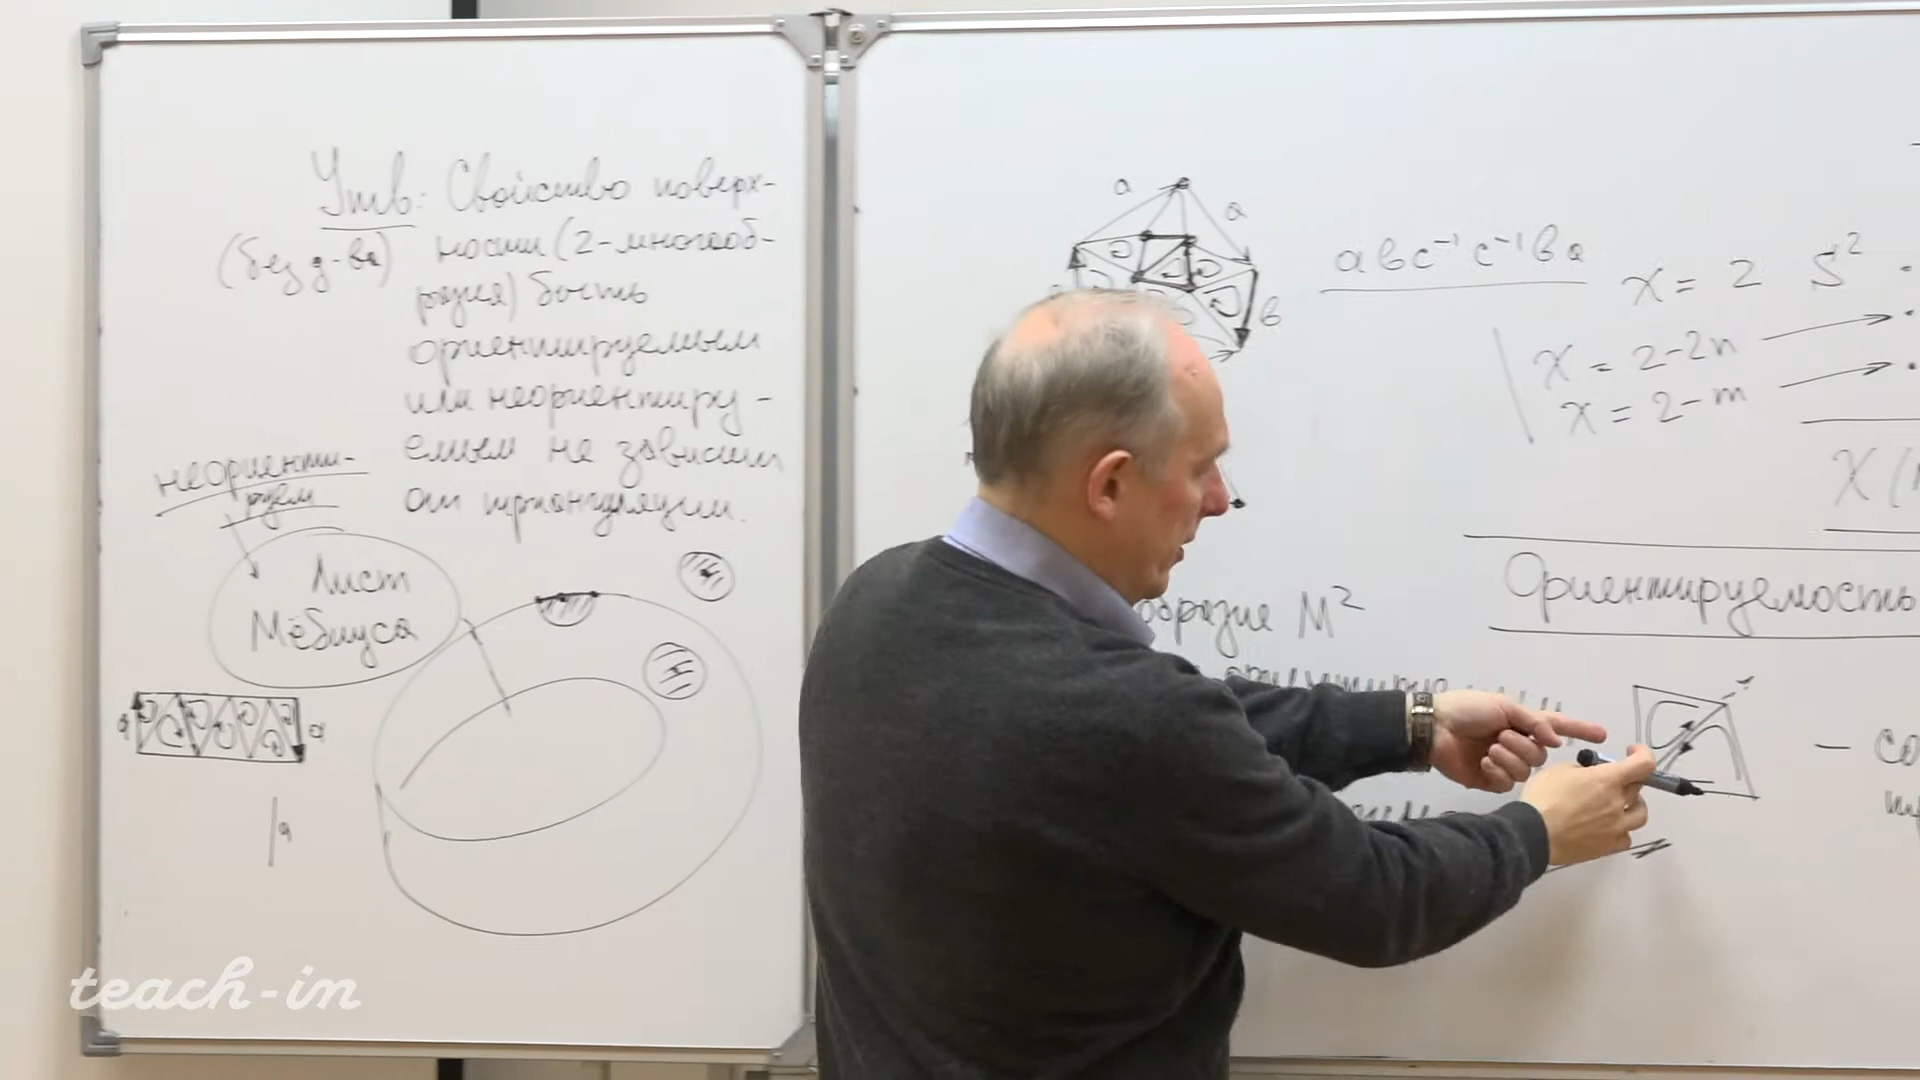 Утв: Свойство поверх-
(без д-ва) ности (2-многооб-
разия) быть
ориентируемым
или неориентиру-
емым не зависит
от триангуляции.
неориенти-
руем
Лист
Мёбиуса
a a
a
teach-in
a a
b
abc⁻¹c⁻¹ba
χ = 2 S²
χ = 2-2n
χ = 2-m
χ(
Ориентируемость
образие M²